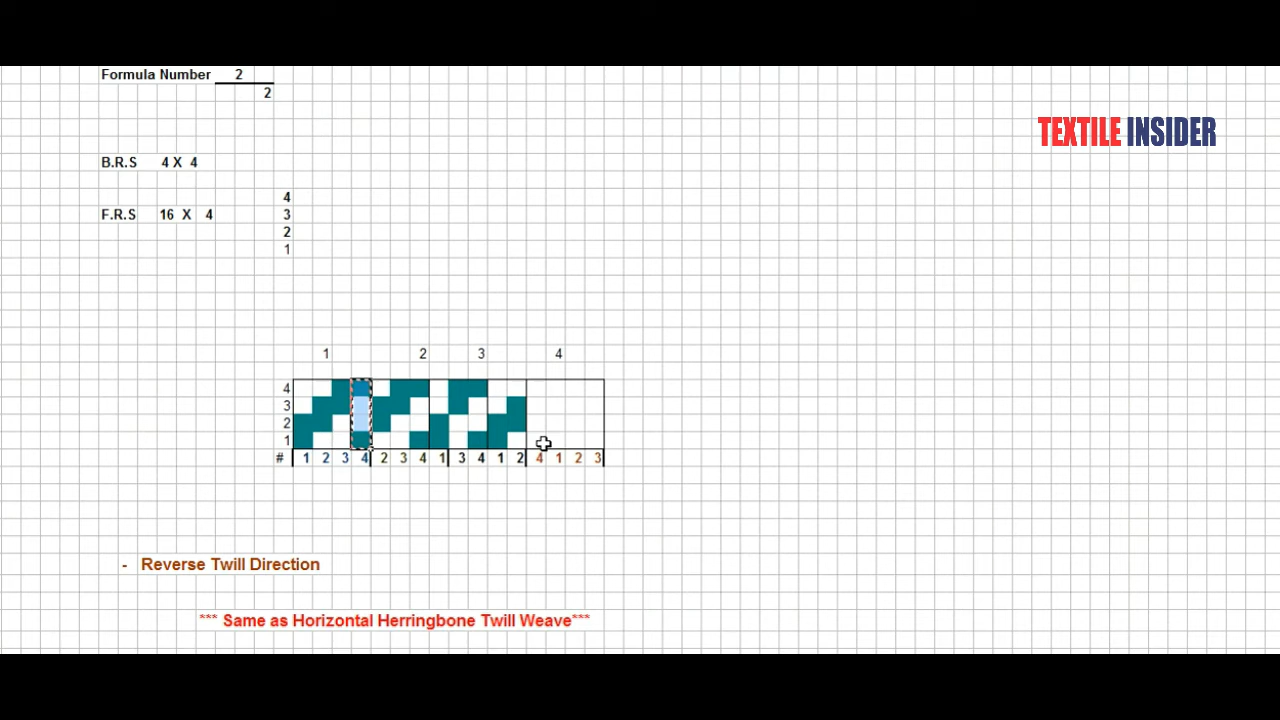 Formula Number 2
2
TEXTILE INSIDER
B.R.S 4 X 4
4
F.R.S 16 X 4 3
2
1
1 2 3 4
4
3
2
1
# 1 2 3 4 2 3 4 1 3 4 1 2 4 1 2 3
- Reverse Twill Direction
*** Same as Horizontal Herringbone Twill Weave***